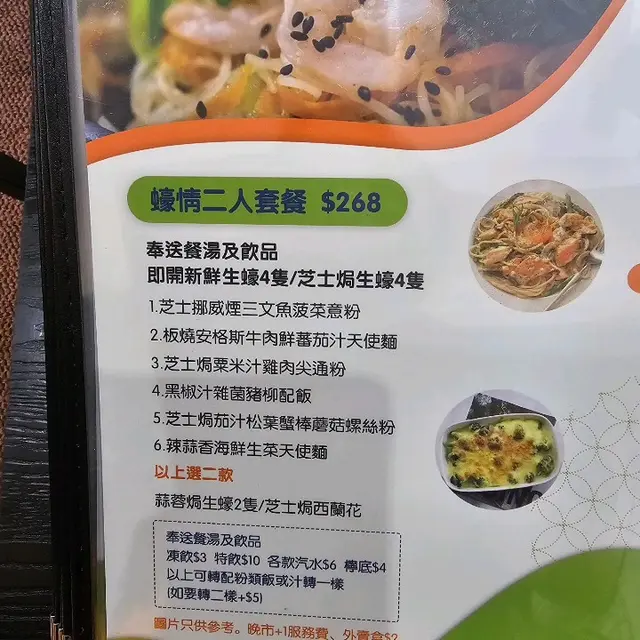 蠔情二人套餐 $268
奉送餐湯及飲品
即開新鮮生蠔4隻/芝士焗生蠔4隻
1.芝士挪威煙三文魚菠菜意粉
2.板燒安格斯牛肉鮮蕃茄汁天使麵
3.芝士焗粟米汁雞肉尖通粉
4.黑椒汁雜菌豬柳配飯
5.芝士焗茄汁松葉蟹棒蘑菇螺絲粉
6.辣蒜香海鮮生菜天使麵
以上選二款
蒜蓉焗生蠔2隻/芝士焗西蘭花
奉送餐湯及飲品
凍飲$3 特飲$10 各款汽水$6 檸底$4
以上可轉配粉類飯或汁轉一樣
(如要轉二樣+$5)
圖片只供參考。晚市+1服務費、外賣盒$2